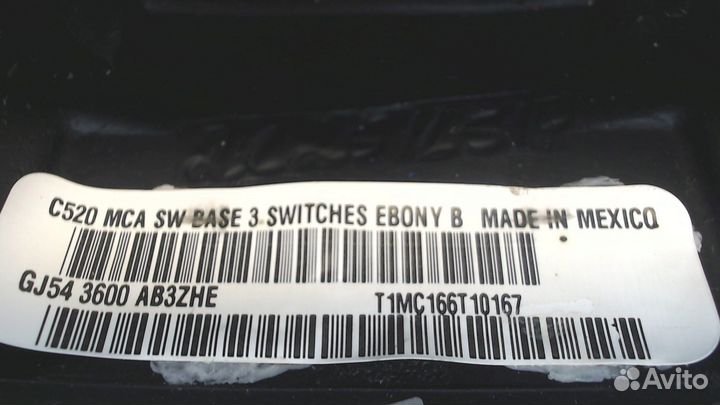 C520 MCA SW BASE 3 SWITCHES EBONY B MADE IN MEXICO
GJ54 3600 AB3ZHE T1MC166T10167
Avito